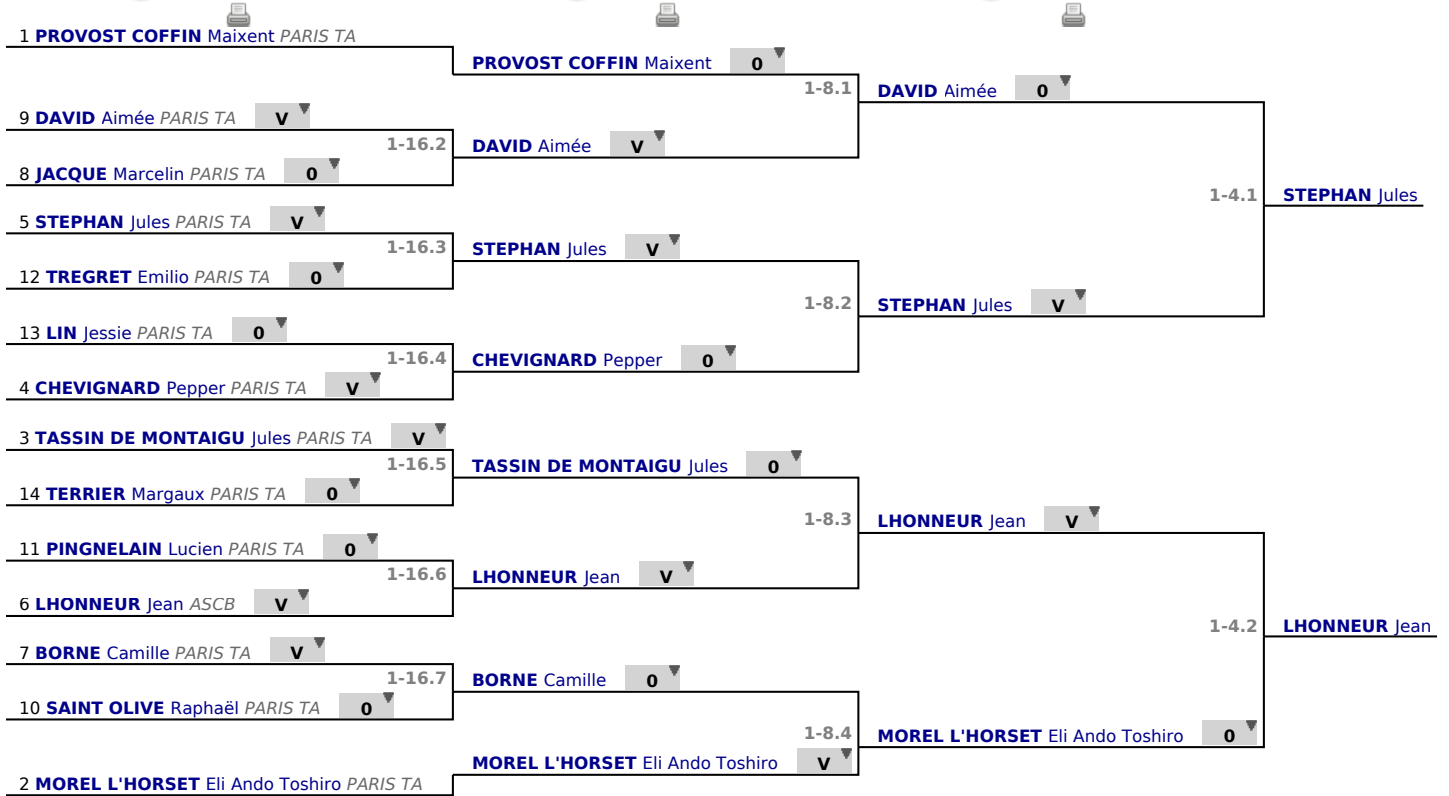 1 PROVOST COFFIN Maixent PARIS TA
9 DAVID Aimée PARIS TA V
1-16.2
8 JACQUE Marcelin PARIS TA 0
5 STEPHAN Jules PARIS TA V
1-16.3
12 TREGRET Emilio PARIS TA 0
13 LIN Jessie PARIS TA 0
1-16.4
4 CHEVIGNARD Pepper PARIS TA V
3 TASSIN DE MONTAIGU Jules PARIS TA V
1-16.5
14 TERRIER Margaux PARIS TA 0
11 PINGNELAIN Lucien PARIS TA 0
1-16.6
6 LHONNEUR Jean ASCB V
7 BORNE Camille PARIS TA V
1-16.7
10 SAINT OLIVE Raphaël PARIS TA 0
2 MOREL L'HORSET Eli Ando Toshiro PARIS TA
PROVOST COFFIN Maixent 0
1-8.1
DAVID Aimée V
STEPHAN Jules V
1-8.2
CHEVIGNARD Pepper 0
TASSIN DE MONTAIGU Jules 0
1-8.3
LHONNEUR Jean V
BORNE Camille 0
1-8.4
MOREL L'HORSET Eli Ando Toshiro V
DAVID Aimée 0
1-4.1
STEPHAN Jules V
LHONNEUR Jean V
1-4.2
MOREL L'HORSET Eli Ando Toshiro 0
STEPHAN Jules
LHONNEUR Jean